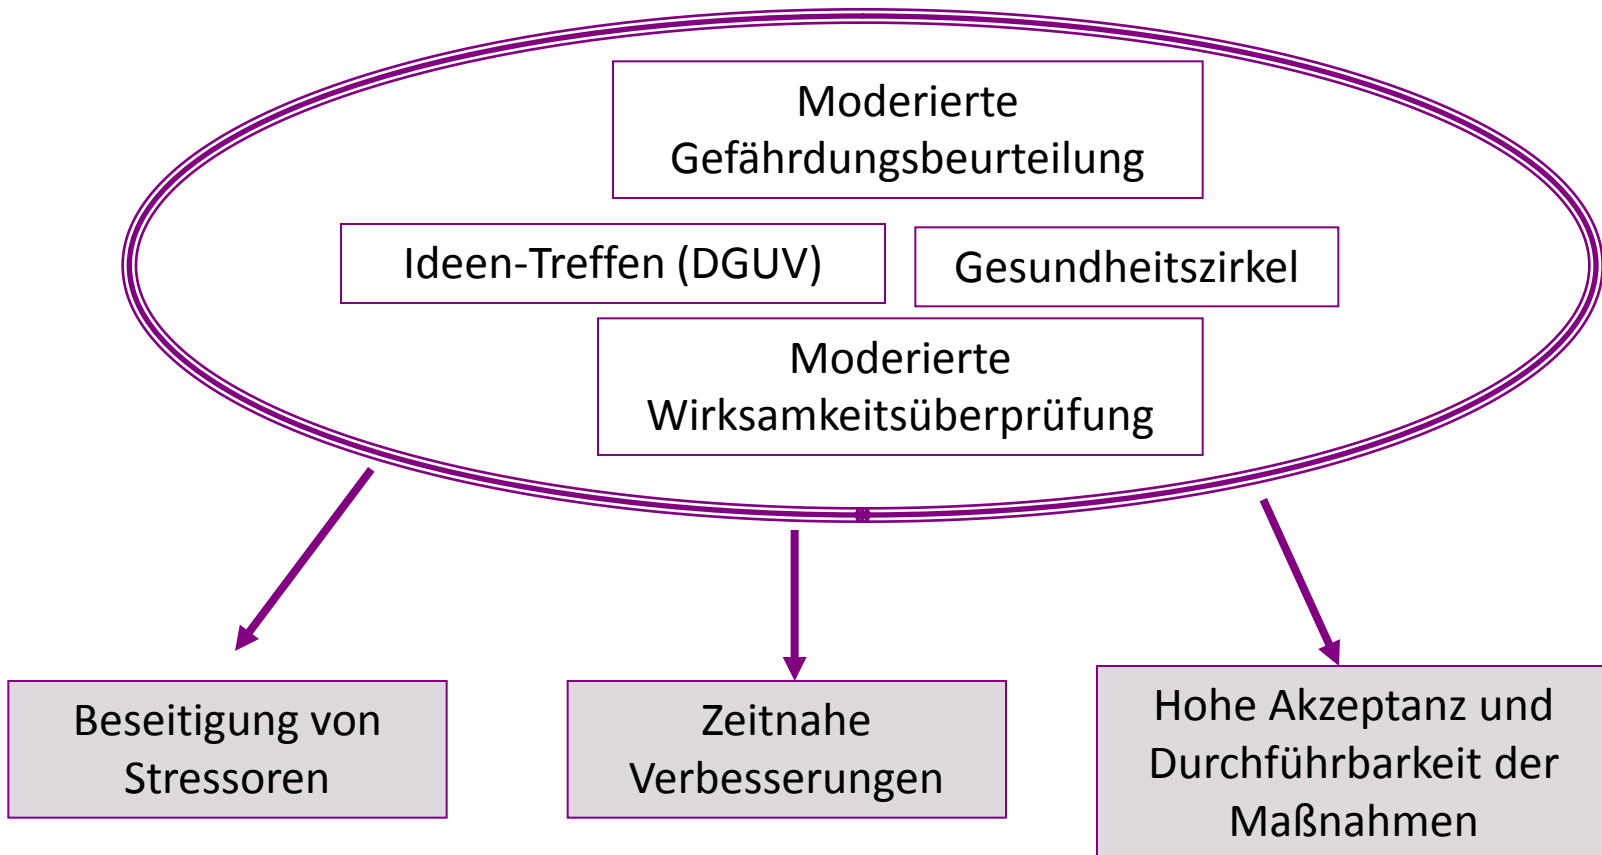 Moderierte
Gefährdungsbeurteilung
Ideen-Treffen (DGUV)
Gesundheitszirkel
Moderierte
Wirksamkeitsüberprüfung
Beseitigung von
Stressoren
Zeitnahe
Verbesserungen
Hohe Akzeptanz und
Durchführbarkeit der
Maßnahmen